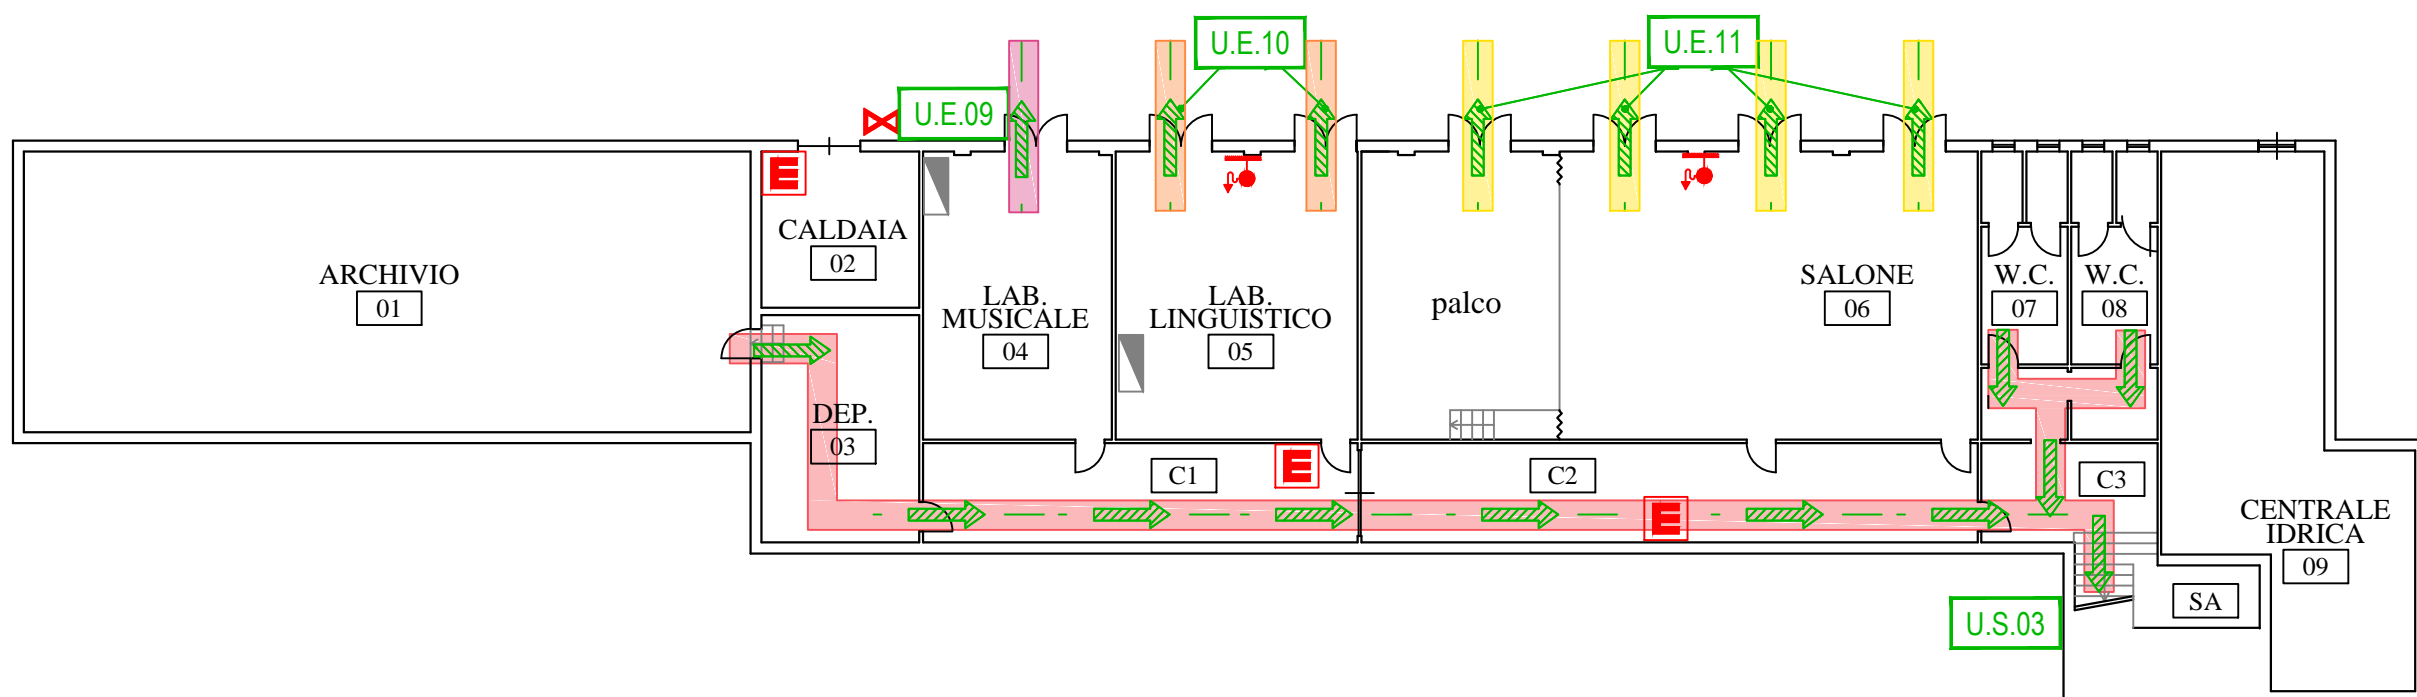 U.E.10
U.E.11
U.E.09
ARCHIVIO
01
CALDAIA
02
DEP.
03
LAB.
MUSICALE
04
LAB.
LINGUISTICO
05
palco
SALONE
06
W.C.
07
W.C.
08
C1
C2
C3
CENTRALE
IDRICA
09
SA
U.S.03